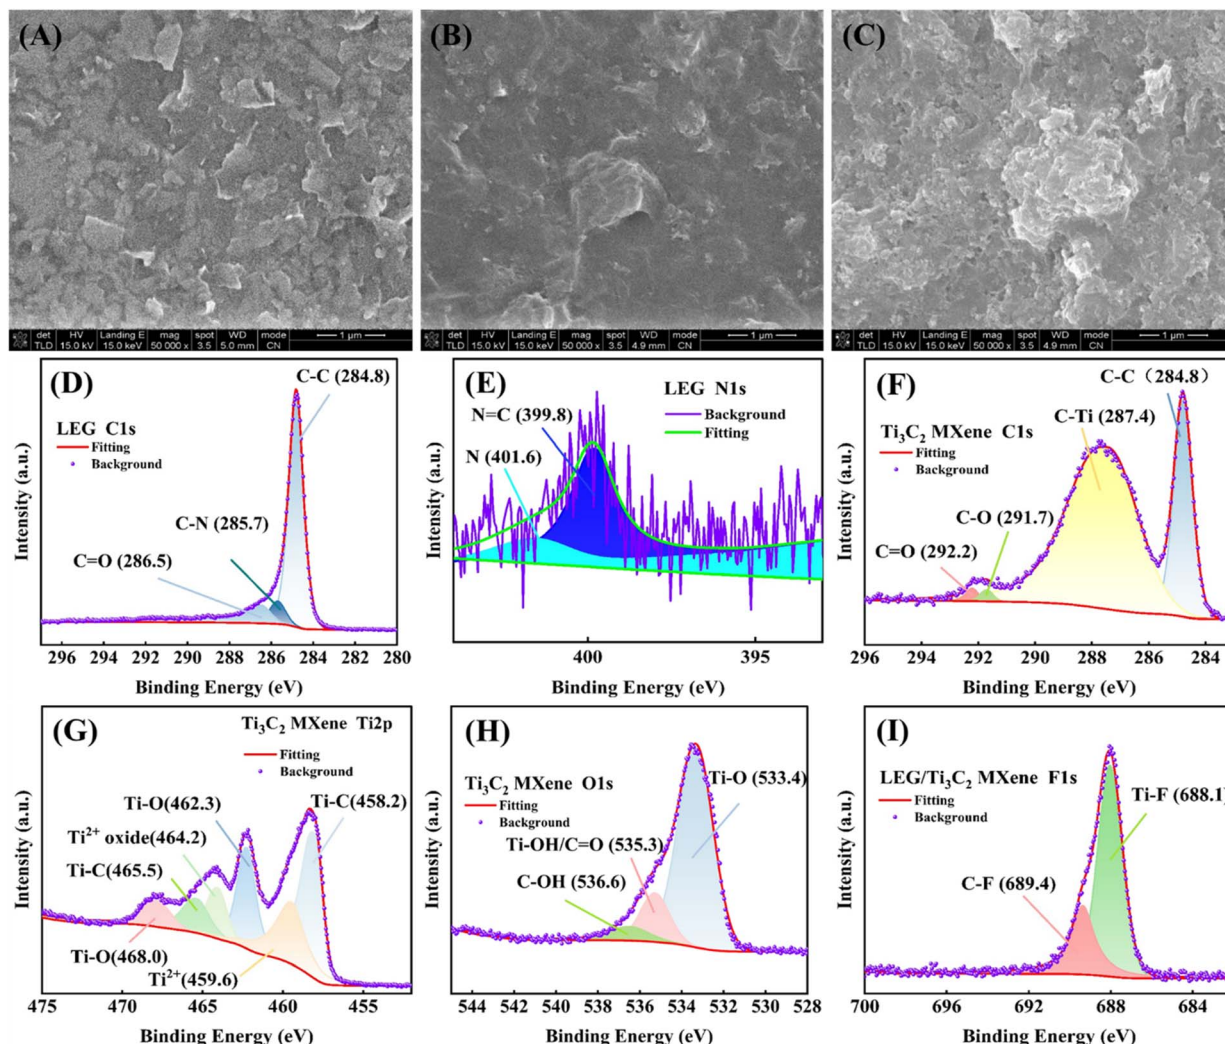 (A)
det HV Landing E mag spot WD mode
TLD 15.0 kV 15.0 keV 50 000 x 3.5 5.0 mm CN 1 µm
(B)
det HV Landing E mag spot WD mode
TLD 15.0 kV 15.0 keV 50 000 x 3.5 4.9 mm CN 1 µm
(C)
det HV Landing E mag spot WD mode
TLD 15.0 kV 15.0 keV 50 000 x 3.5 4.9 mm CN 1 µm
(D)
C-C (284.8)
LEG C1s
Fitting
Background
C-N (285.7)
C=O (286.5)
Intensity (a.u.)
296 294 292 290 288 286 284 282 280
Binding Energy (eV)
(E)
LEG N1s
N=C (399.8)
Background
Fitting
N (401.6)
Intensity (a.u.)
400 395
Binding Energy (eV)
(F)
C-C (284.8)
C-Ti (287.4)
Ti₃C₂ MXene C1s
Fitting
Background
C-O (291.7)
C=O (292.2)
Intensity (a.u.)
296 294 292 290 288 286 284
Binding Energy (eV)
(G)
Ti₃C₂ MXene Ti2p
Fitting
Background
Ti-O(462.3)
Ti-C(458.2)
Ti²⁺ oxide(464.2)
Ti-C(465.5)
Ti-O(468.0)
Ti²⁺(459.6)
Intensity (a.u.)
475 470 465 460 455
Binding Energy (eV)
(H)
Ti₃C₂ MXene O1s
Fitting
Background
Ti-O (533.4)
Ti-OH/C=O (535.3)
C-OH (536.6)
Intensity (a.u.)
544 542 540 538 536 534 532 530 528
Binding Energy (eV)
(I)
LEG/Ti₃C₂ MXene F1s
Fitting
Background
Ti-F (688.1)
C-F (689.4)
Intensity (a.u.)
700 696 692 688 684
Binding Energy (eV)